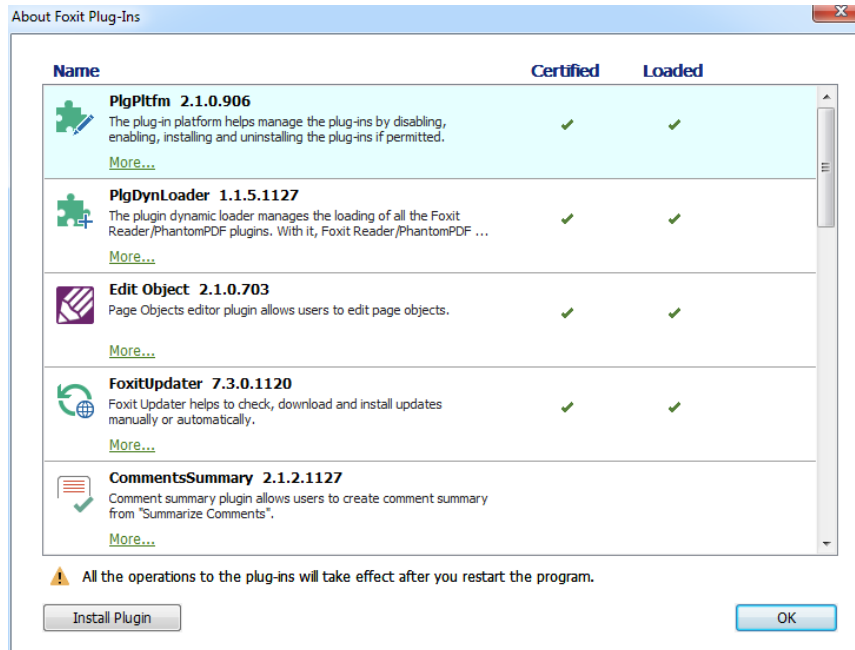 About Foxit Plug-Ins
Name Certified Loaded
PlgPltfm 2.1.0.906
The plug-in platform helps manage the plug-ins by disabling,
enabling, installing and uninstalling the plug-ins if permitted.
More...
PlgDynLoader 1.1.5.1127
The plugin dynamic loader manages the loading of all the Foxit
Reader/PhantomPDF plugins. With it, Foxit Reader/PhantomPDF ...
More...
Edit Object 2.1.0.703
Page Objects editor plugin allows users to edit page objects.
More...
FoxitUpdater 7.3.0.1120
Foxit Updater helps to check, download and install updates
manually or automatically.
More...
CommentsSummary 2.1.2.1127
Comment summary plugin allows users to create comment summary
from "Summarize Comments".
More...
All the operations to the plug-ins will take effect after you restart the program.
Install Plugin OK